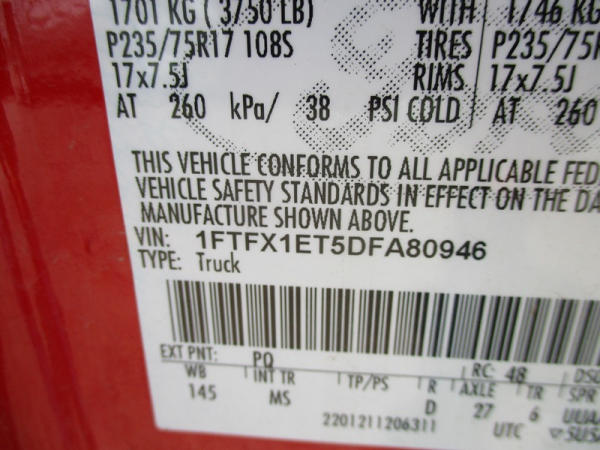 1701 KG ( 3750 LB) WITH 1746 KG
P235/75R17 108S TIRES P235/75R
17x7.5J RIMS 17x7.5J
AT 260 kPa/ 38 PSI COLD AT 260
THIS VEHICLE CONFORMS TO ALL APPLICABLE FED
VEHICLE SAFETY STANDARDS IN EFFECT ON THE DA
MANUFACTURE SHOWN ABOVE.
VIN: 1FTFX1ET5DFA80946
TYPE: Truck
EXT PNT: PQ RC: 48 DSO
WB INT TR TP/PS R AXLE TR SPR
145 MS D 27 6 UUAA
2201211206311 UTC